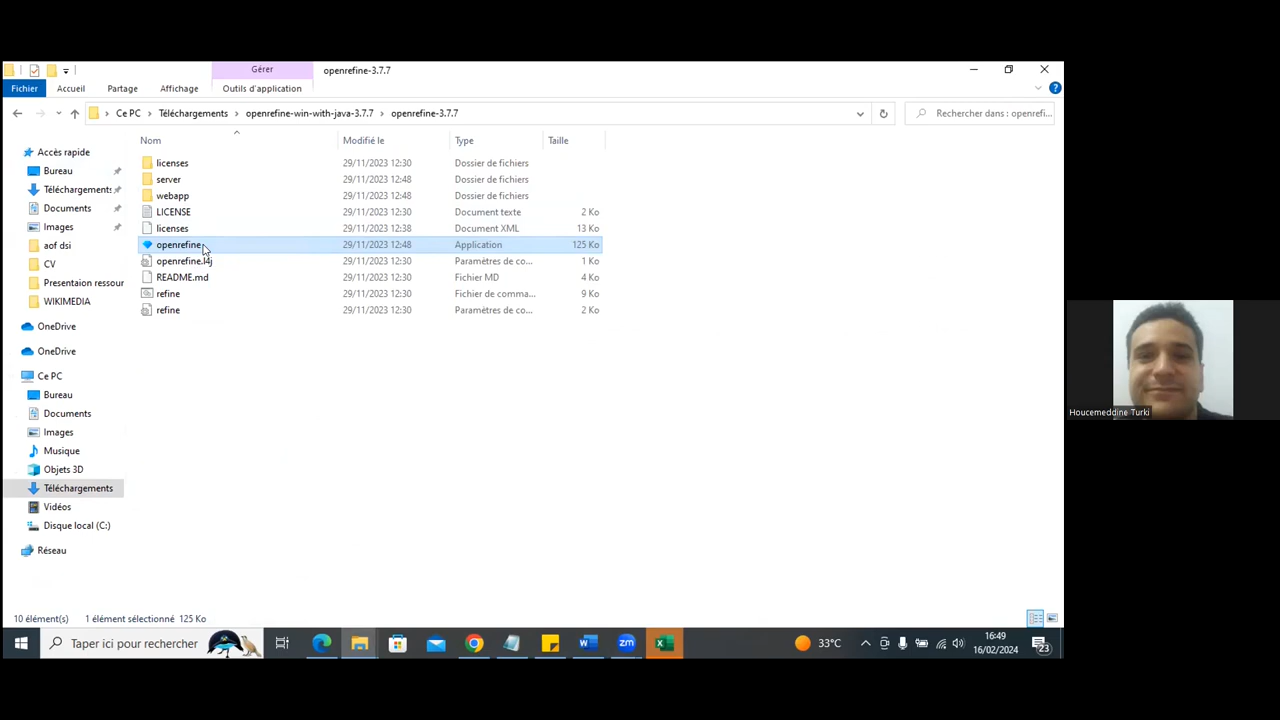 Gérer
openrefine-3.7.7
Fichier
Accueil
Partage
Affichage
Outils d'application
Ce PC > Téléchargements > openrefine-win-with-java-3.7.7 > openrefine-3.7.7
Rechercher dans : openrefi...
Nom Modifié le Type Taille
licenses 29/11/2023 12:30 Dossier de fichiers
server 29/11/2023 12:48 Dossier de fichiers
webapp 29/11/2023 12:48 Dossier de fichiers
LICENSE 29/11/2023 12:30 Document texte 2 Ko
licenses 29/11/2023 12:38 Document XML 13 Ko
openrefine 29/11/2023 12:48 Application 125 Ko
openrefine.l4j 29/11/2023 12:30 Paramètres de co... 1 Ko
README.md 29/11/2023 12:30 Fichier MD 4 Ko
refine 29/11/2023 12:30 Fichier de comma... 9 Ko
refine 29/11/2023 12:30 Paramètres de co... 2 Ko
Accès rapide
Bureau
Téléchargements
Documents
Images
aof dsi
CV
Presentaion ressour
WIKIMEDIA
OneDrive
OneDrive
Ce PC
Bureau
Documents
Images
Musique
Objets 3D
Téléchargements
Vidéos
Disque local (C:)
Réseau
10 élément(s) 1 élément sélectionné 125 Ko
Taper ici pour rechercher
zm
33°C
16:49
16/02/2024
23
Houcemeddine Turki